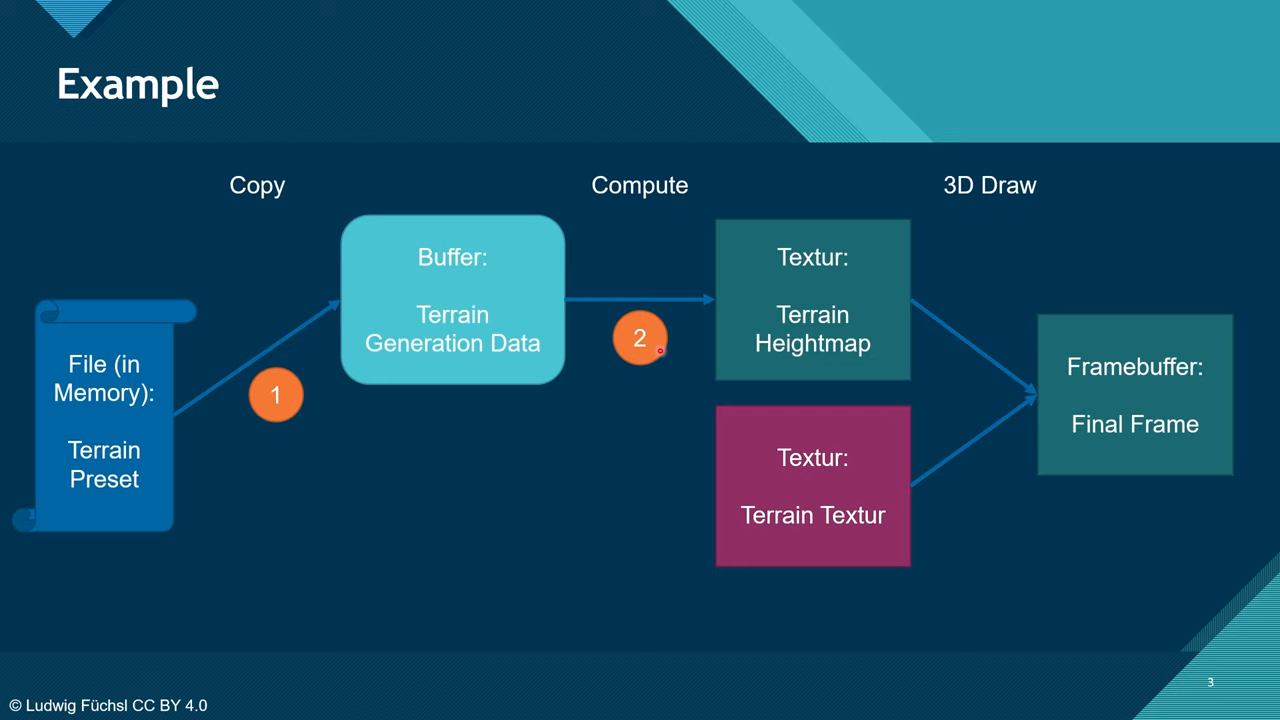 Example
Copy
Compute
3D Draw
File (in
Memory):
Terrain
Preset
1
Buffer:
Terrain
Generation Data
2
Textur:
Terrain
Heightmap
Textur:
Terrain Textur
Framebuffer:
Final Frame
3
© Ludwig Füchsl CC BY 4.0